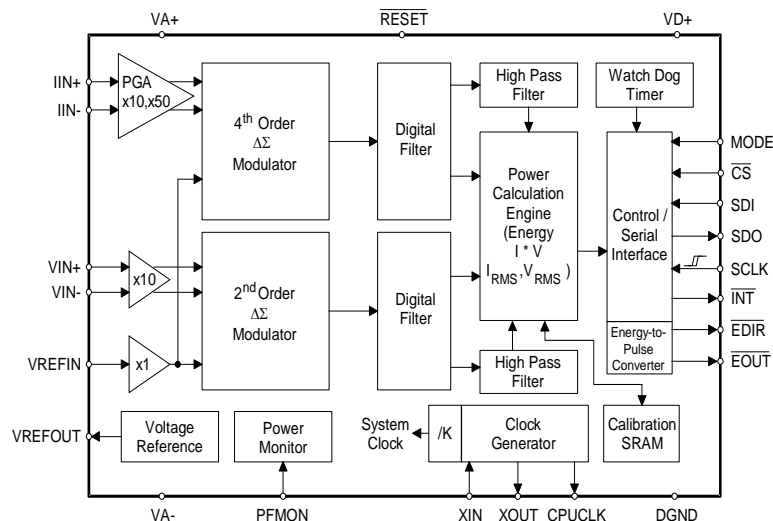 VA+
RESET
VD+
IIN+
IIN-
PGA
x10,x50
4th Order
ΔΣ
Modulator
Digital
Filter
High Pass
Filter
Watch Dog
Timer
Power
Calculation
Engine
(Energy
I * V
IRMS,VRMS )
Control /
Serial
Interface
MODE
CS
SDI
SDO
SCLK
INT
EDIR
EOUT
VIN+
VIN-
x10
2nd Order
ΔΣ
Modulator
Digital
Filter
Energy-to-
Pulse
Converter
VREFIN
x1
High Pass
Filter
VREFOUT
Voltage
Reference
Power
Monitor
System
Clock
/K
Clock
Generator
Calibration
SRAM
VA-
PFMON
XIN
XOUT
CPUCLK
DGND